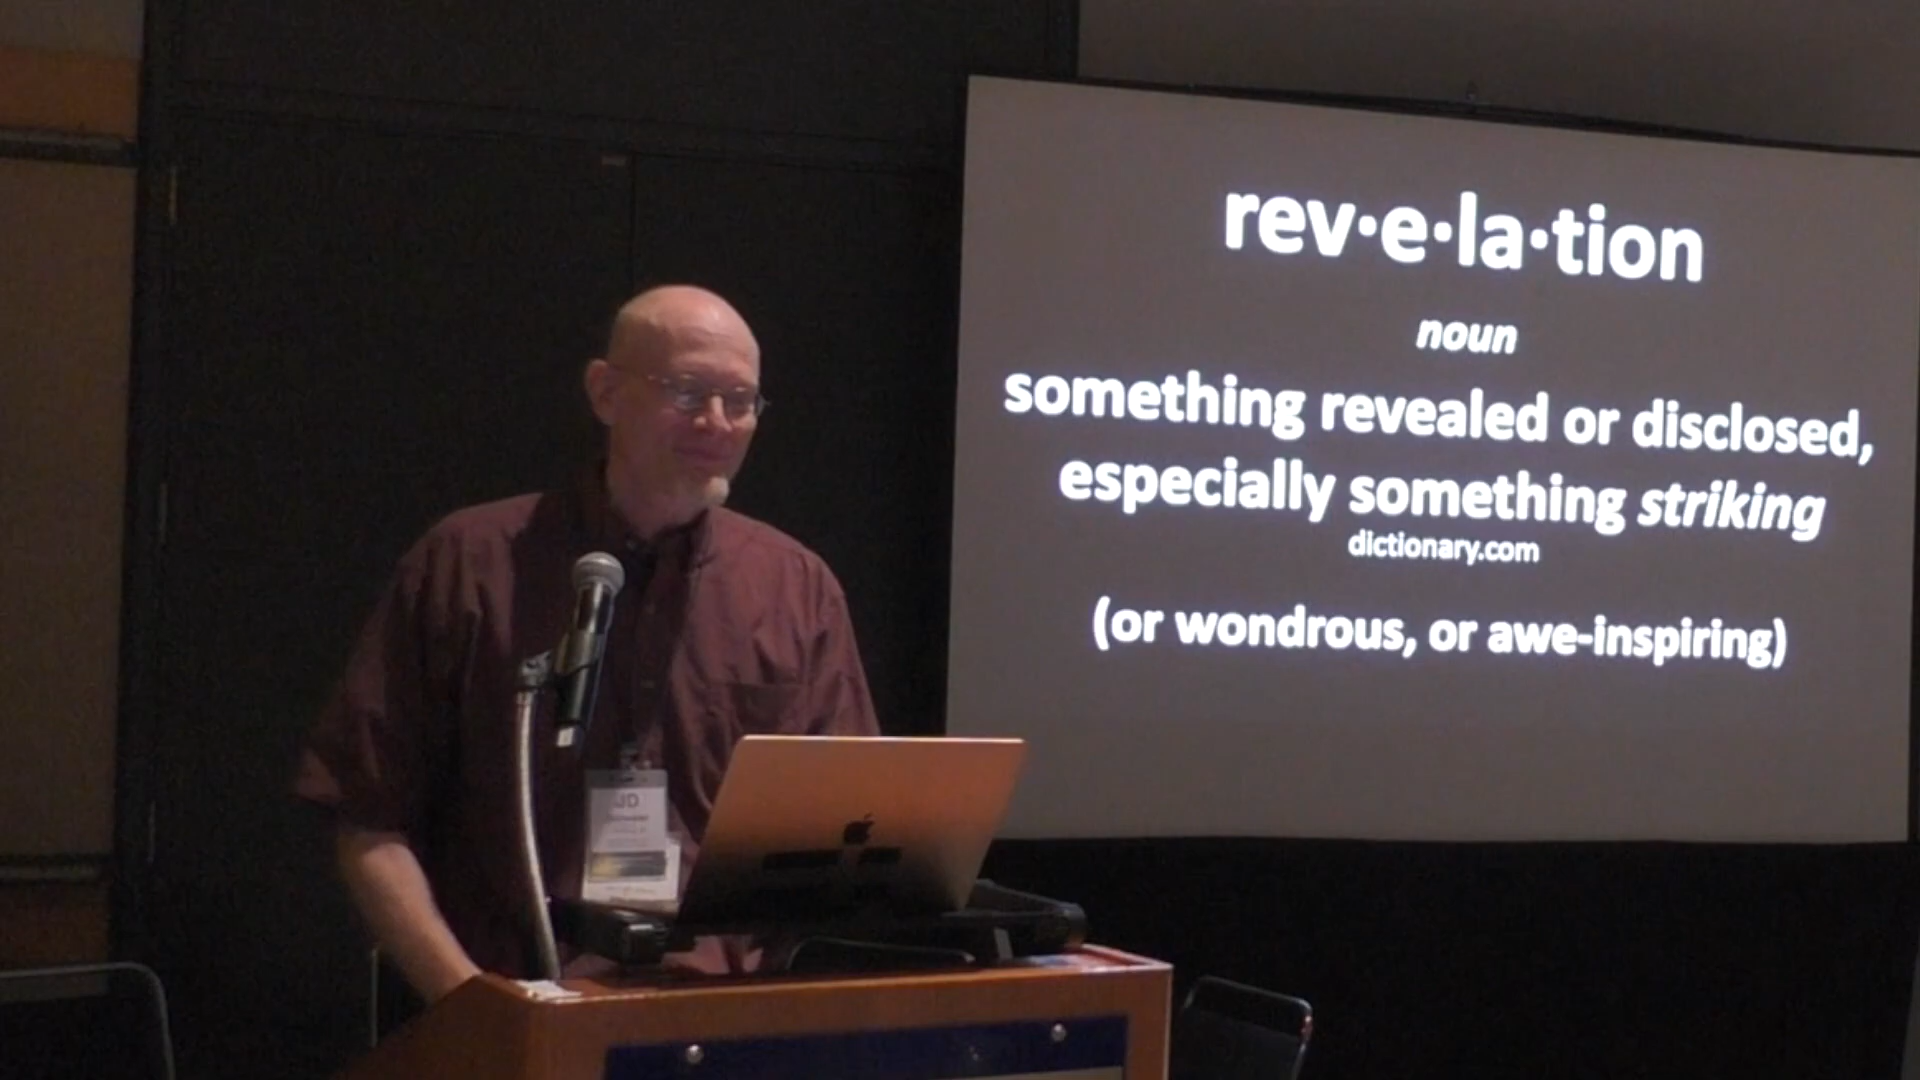 rev·e·la·tion
noun
something revealed or disclosed,
especially something striking
dictionary.com
(or wondrous, or awe-inspiring)
JD